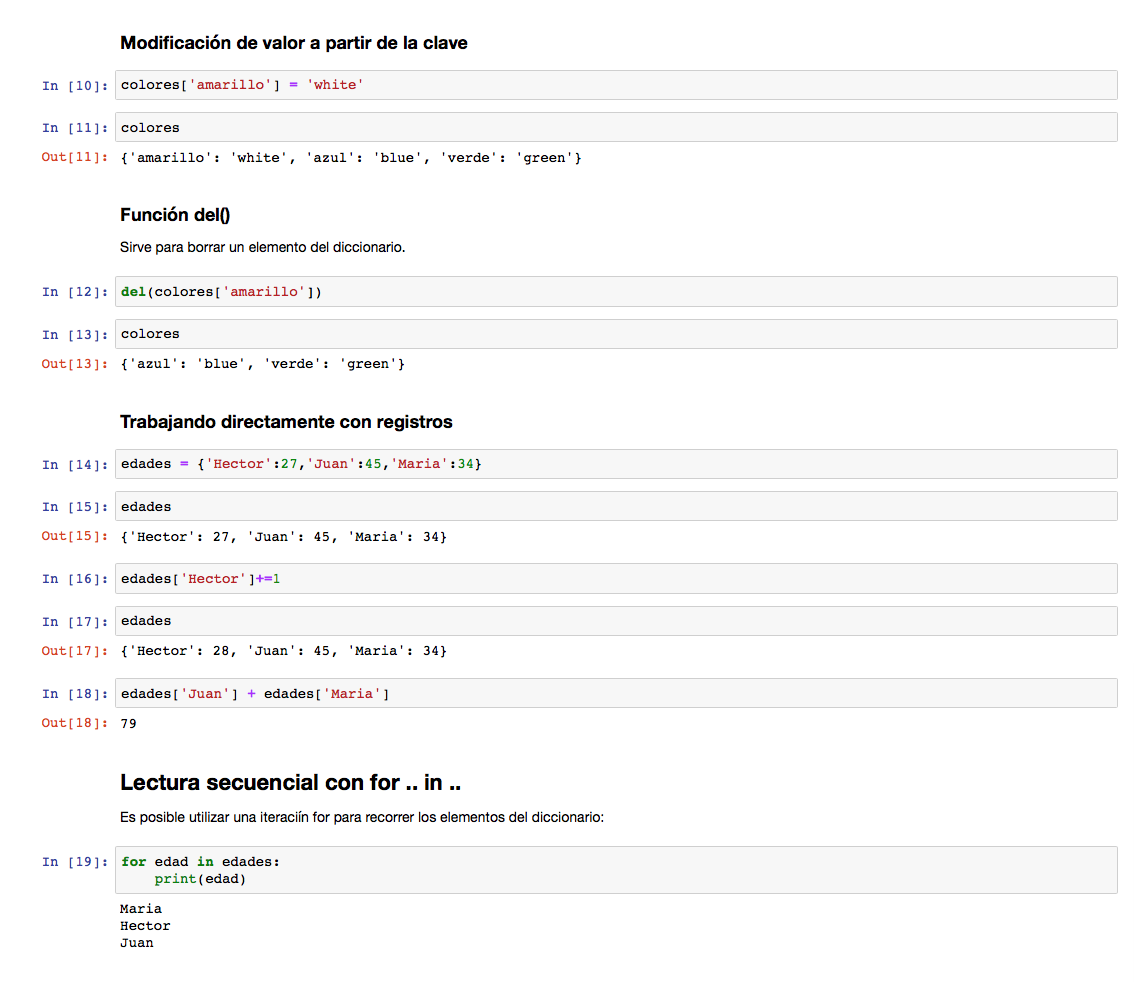 Modificación de valor a partir de la clave
In [10]: colores['amarillo'] = 'white'
In [11]: colores
Out[11]: {'amarillo': 'white', 'azul': 'blue', 'verde': 'green'}
Función del()
Sirve para borrar un elemento del diccionario.
In [12]: del(colores['amarillo'])
In [13]: colores
Out[13]: {'azul': 'blue', 'verde': 'green'}
Trabajando directamente con registros
In [14]: edades = {'Hector':27,'Juan':45,'Maria':34}
In [15]: edades
Out[15]: {'Hector': 27, 'Juan': 45, 'Maria': 34}
In [16]: edades['Hector']+=1
In [17]: edades
Out[17]: {'Hector': 28, 'Juan': 45, 'Maria': 34}
In [18]: edades['Juan'] + edades['Maria']
Out[18]: 79
Lectura secuencial con for .. in ..
Es posible utilizar una iteraciín for para recorrer los elementos del diccionario:
In [19]: for edad in edades:
    print(edad)
Maria
Hector
Juan